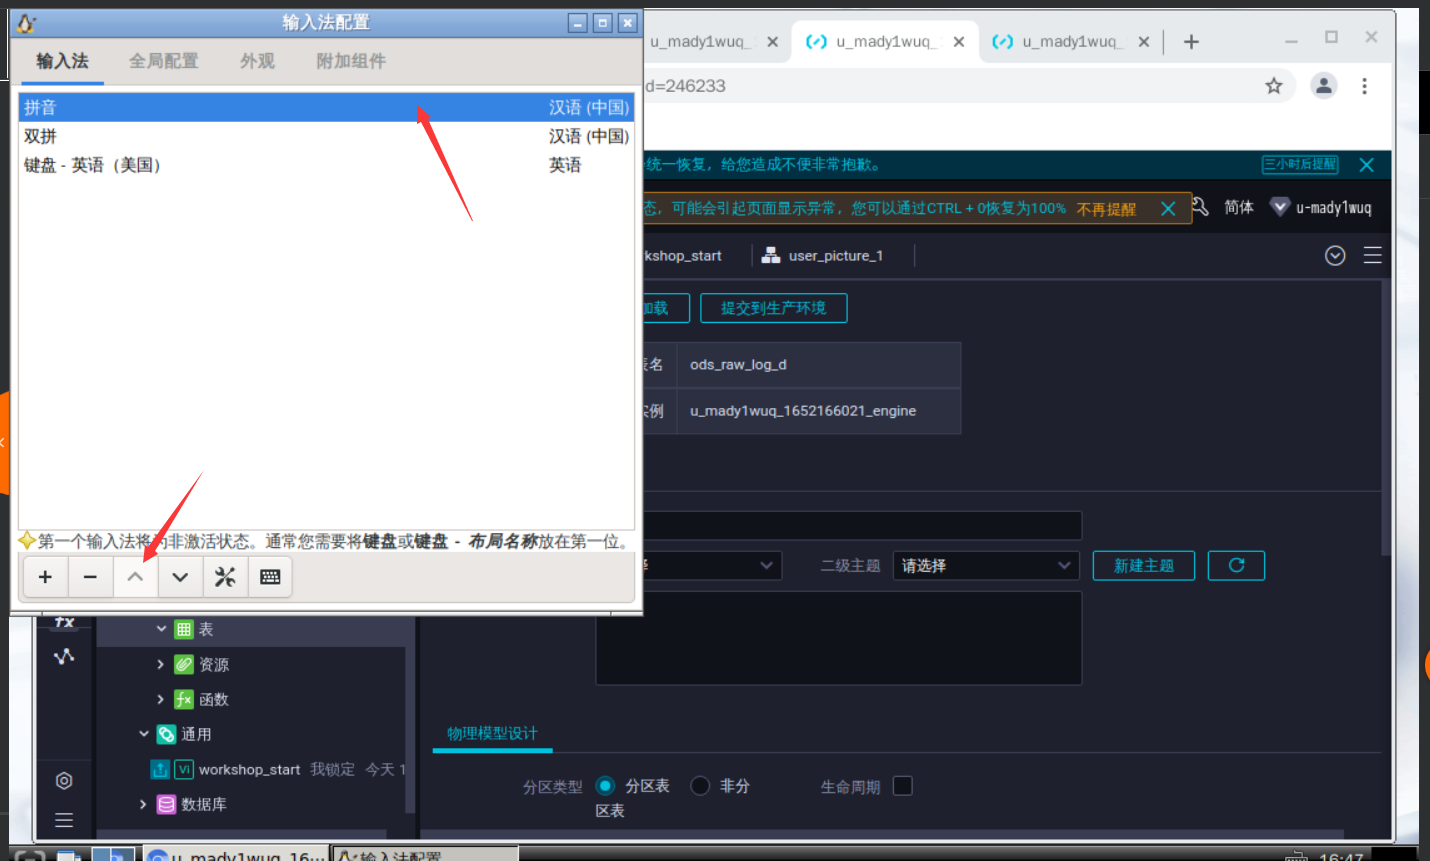 输入法配置
输入法 全局配置 外观 附加组件
拼音 汉语 (中国)
双拼 汉语 (中国)
键盘 - 英语（美国） 英语
第一个输入法将为非激活状态。通常您需要将键盘或键盘 - 布局名称放在第一位。
u_mady1wuq_ u_mady1wuq_ u_mady1wuq_
d=246233
统一恢复，给您造成不便非常抱歉。 三小时后提醒
态，可能会引起页面显示异常，您可以通过CTRL + 0恢复为100% 不再提醒 简体 u-mady1wuq
kshop_start user_picture_1
加载 提交到生产环境
表名 ods_raw_log_d
实例 u_mady1wuq_1652166021_engine
二级主题 请选择 新建主题
fx 表
资源
fx 函数
通用
物理模型设计
VI workshop_start 我锁定 今天 1
分区类型 分区表 非分区表 生命周期
数据库
u_mady1wuq_16... 输入法配置 16:47